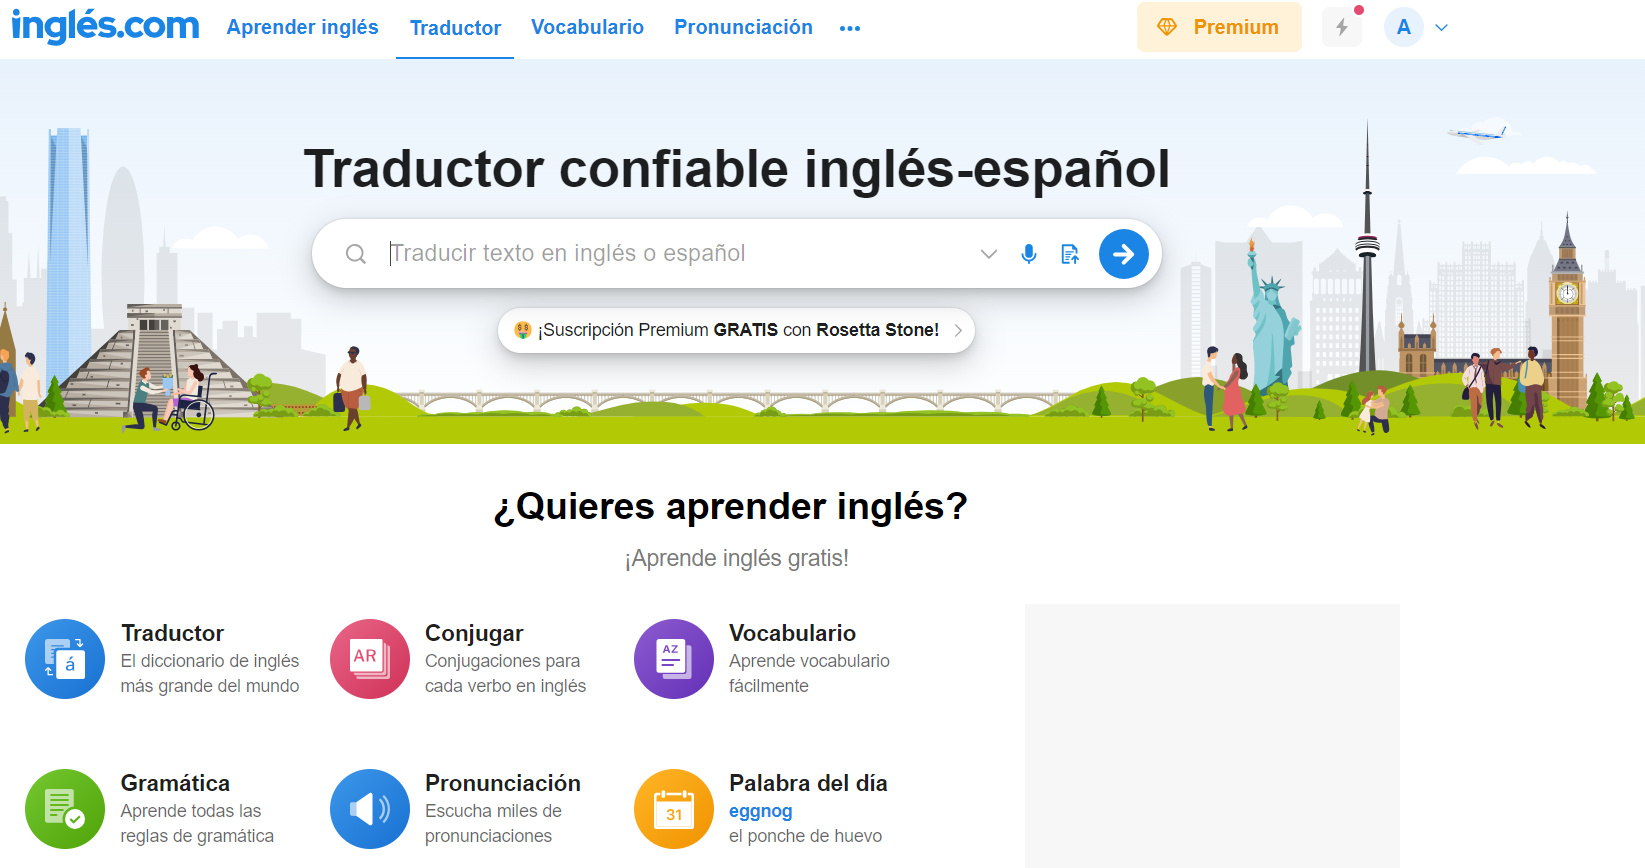 inglés.com
Aprender inglés
Traductor
Vocabulario
Pronunciación
Premium
A
Traductor confiable inglés-español
Traducir texto en inglés o español
¡Suscripción Premium GRATIS con Rosetta Stone!
¿Quieres aprender inglés?
¡Aprende inglés gratis!
á
Traductor
El diccionario de inglés
más grande del mundo
AR
Conjugar
Conjugaciones para
cada verbo en inglés
AZ
Vocabulario
Aprende vocabulario
fácilmente
Gramática
Aprende todas las
reglas de gramática
Pronunciación
Escucha miles de
pronunciaciones
31
Palabra del día
eggnog
el ponche de huevo